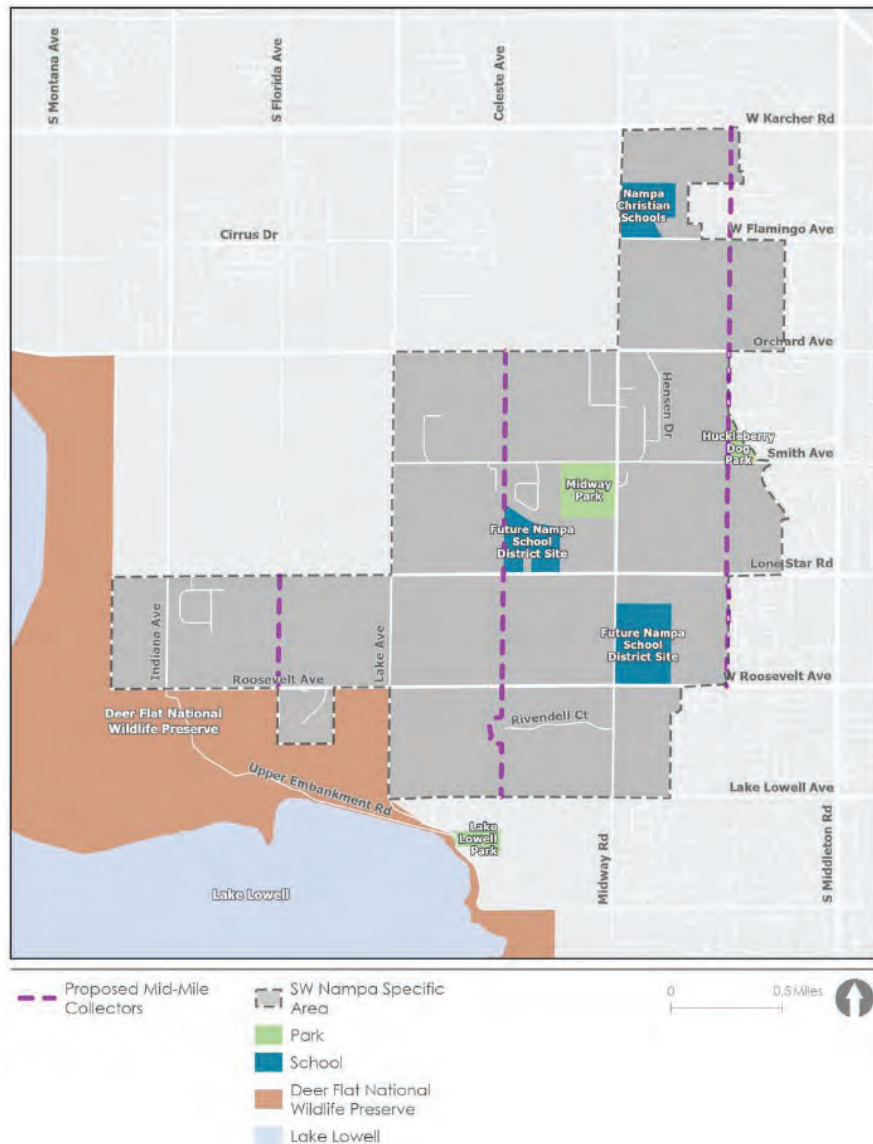 S Montana Ave
S Florida Ave
Celeste Ave
W Karcher Rd
Nampa
Christian
Schools
W Flamingo Ave
Cirrus Dr
Orchard Ave
Hensen Dr
Huckleberry
Dog
Park
Smith Ave
Midway
Park
Future Nampa
School
District Site
Lone Star Rd
Indiana Ave
Lake Ave
Future Nampa
School
District Site
Roosevelt Ave
W Roosevelt Ave
Deer Flat National
Wildlife Preserve
Rivendell Ct
Upper Embankment Rd
Lake Lowell Ave
Lake
Lowell
Park
Midway Rd
S Middleton Rd
Lake Lowell
Proposed Mid-Mile
Collectors
SW Nampa Specific
Area
Park
School
Deer Flat National
Wildlife Preserve
Lake Lowell
0 0.5 Miles